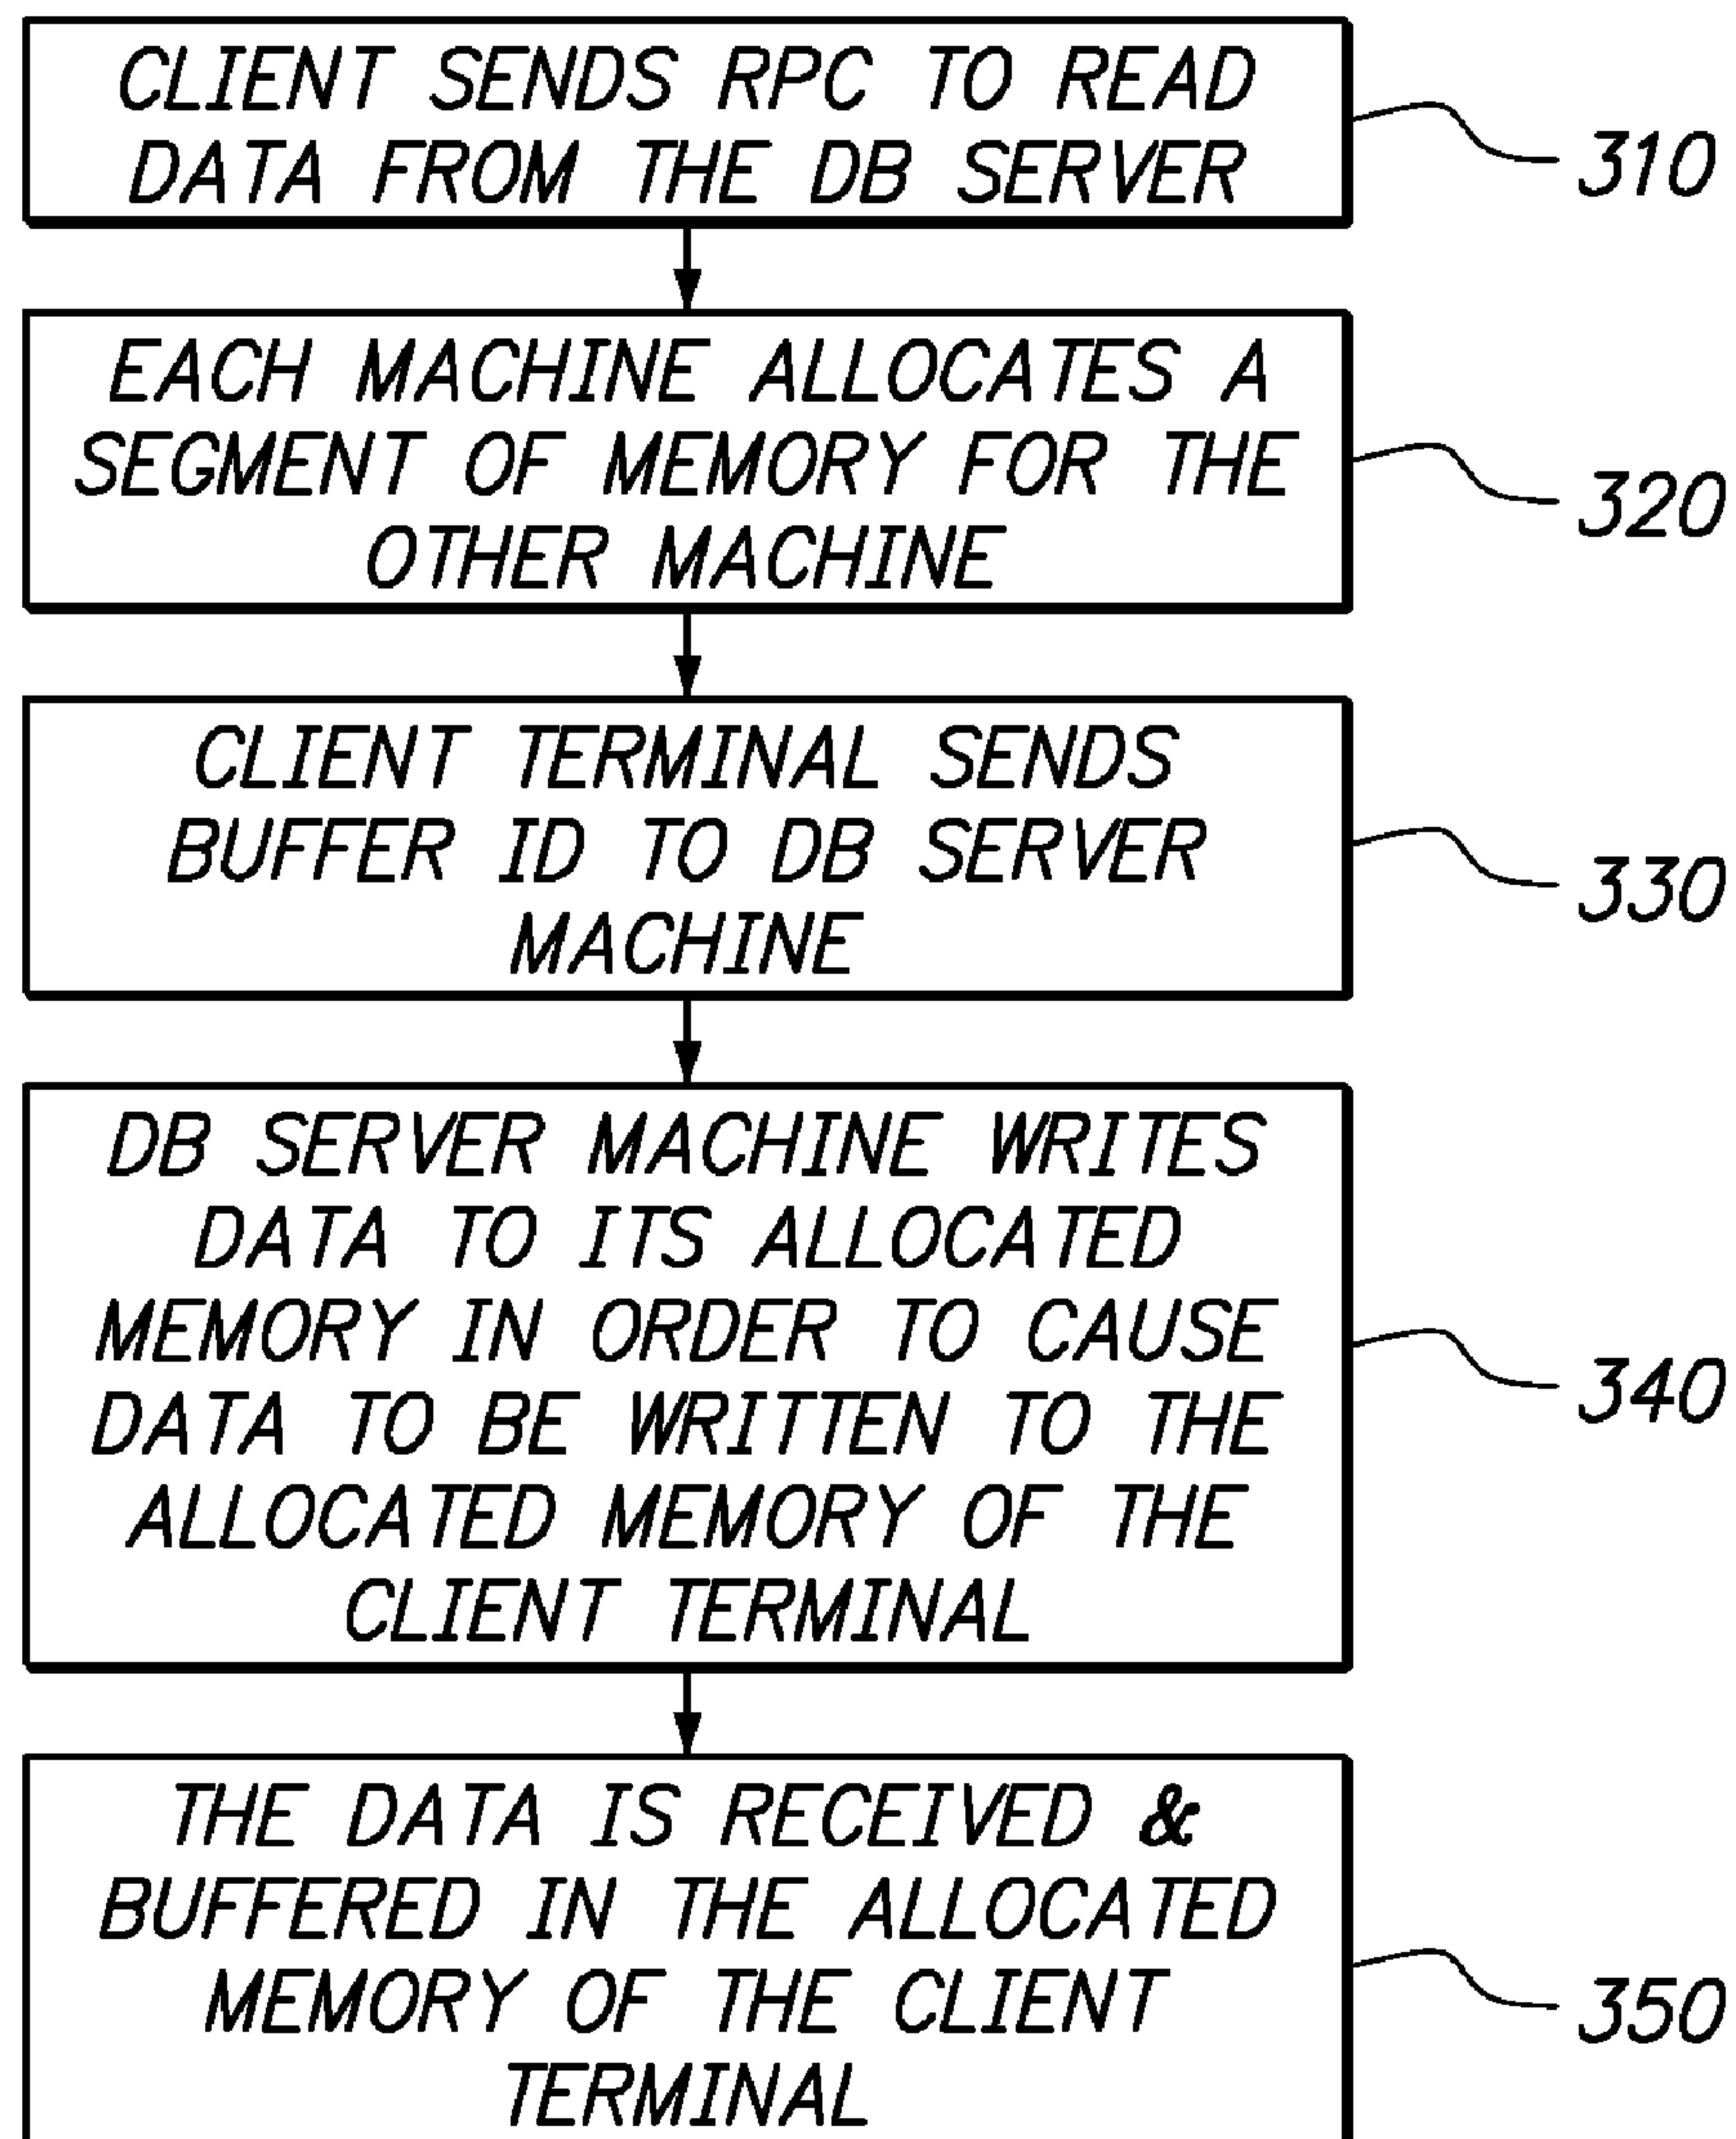 CLIENT SENDS RPC TO READ
DATA FROM THE DB SERVER
310
EACH MACHINE ALLOCATES A
SEGMENT OF MEMORY FOR THE
OTHER MACHINE
320
CLIENT TERMINAL SENDS
BUFFER ID TO DB SERVER
MACHINE
330
DB SERVER MACHINE WRITES
DATA TO ITS ALLOCATED
MEMORY IN ORDER TO CAUSE
DATA TO BE WRITTEN TO THE
ALLOCATED MEMORY OF THE
CLIENT TERMINAL
340
THE DATA IS RECEIVED &
BUFFERED IN THE ALLOCATED
MEMORY OF THE CLIENT
TERMINAL
350